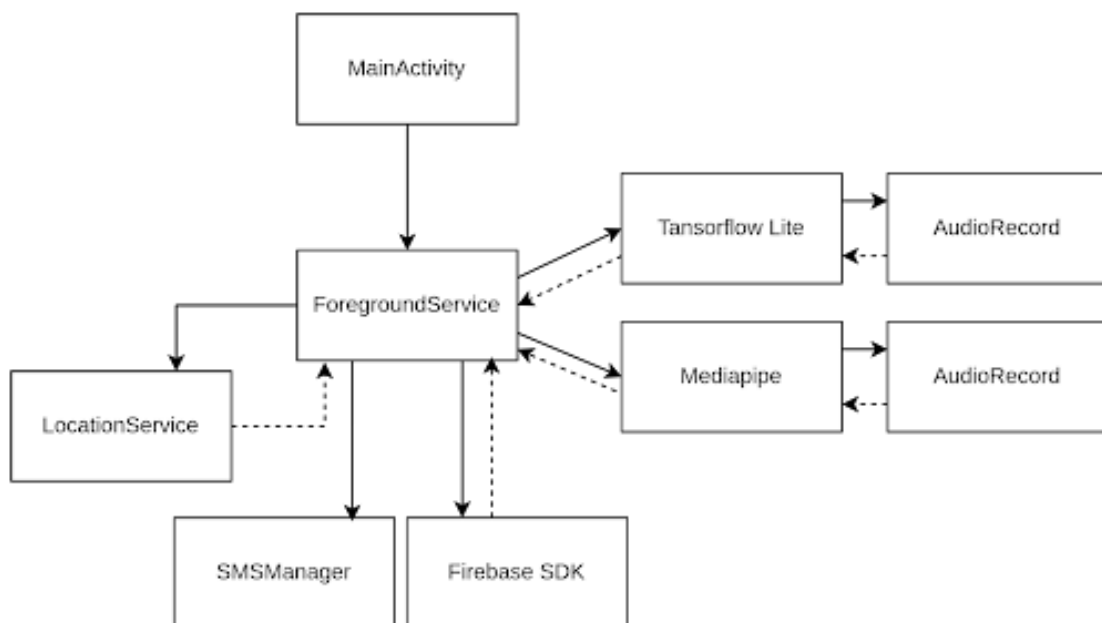 MainActivity
Tansorflow Lite
AudioRecord
ForegroundService
Mediapipe
AudioRecord
LocationService
SMSManager
Firebase SDK